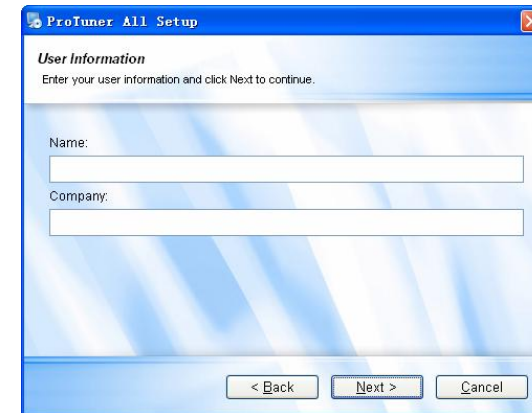 ProTuner All Setup
User Information
Enter your user information and click Next to continue.
Name:
Company:
< Back Next > Cancel